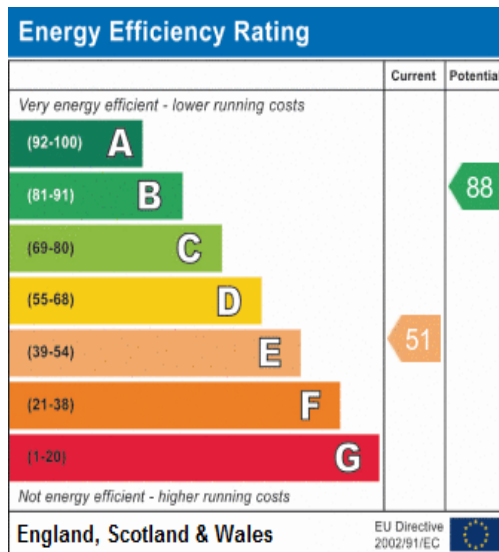 Energy Efficiency Rating
Current Potential
Very energy efficient - lower running costs
(92-100) A
(81-91) B
88
(69-80) C
(55-68) D
(39-54) E
51
(21-38) F
(1-20) G
Not energy efficient - higher running costs
England, Scotland & Wales
EU Directive
2002/91/EC